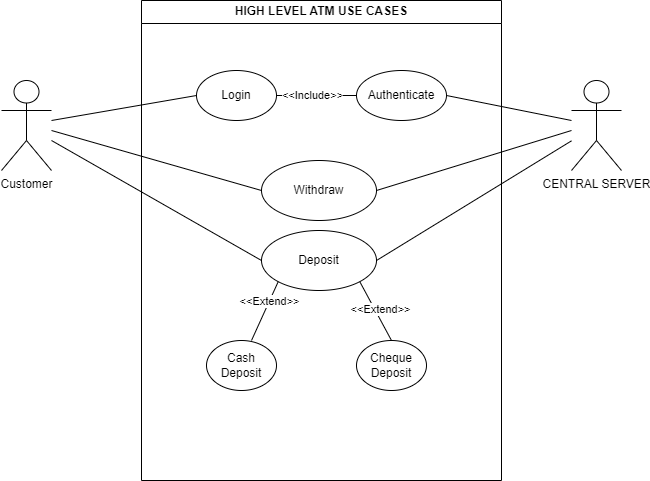 HIGH LEVEL ATM USE CASES
Login
<<Include>>
Authenticate
Customer
CENTRAL SERVER
Withdraw
Deposit
<<Extend>>
<<Extend>>
Cash
Deposit
Cheque
Deposit